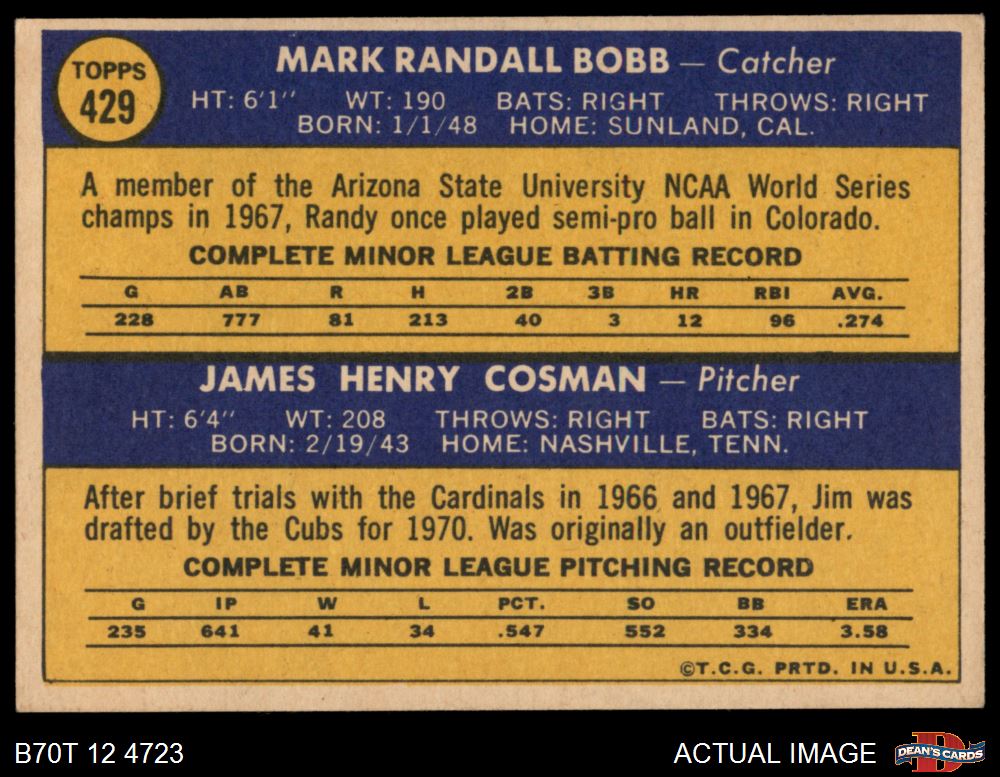 TOPPS
429
MARK RANDALL BOBB — Catcher
HT: 6'1" WT: 190 BATS: RIGHT THROWS: RIGHT
BORN: 1/1/48 HOME: SUNLAND, CAL.
A member of the Arizona State University NCAA World Series
champs in 1967, Randy once played semi-pro ball in Colorado.
COMPLETE MINOR LEAGUE BATTING RECORD
G AB R H 2B 3B HR RBI AVG.
228 777 81 213 40 3 12 96 .274
JAMES HENRY COSMAN — Pitcher
HT: 6'4" WT: 208 THROWS: RIGHT BATS: RIGHT
BORN: 2/19/43 HOME: NASHVILLE, TENN.
After brief trials with the Cardinals in 1966 and 1967, Jim was
drafted by the Cubs for 1970. Was originally an outfielder.
COMPLETE MINOR LEAGUE PITCHING RECORD
G IP W L PCT. SO BB ERA
235 641 41 34 .547 552 334 3.58
©T.C.G. PRTD. IN U.S.A.
B70T 12 4723 ACTUAL IMAGE D DEAN'S CARDS